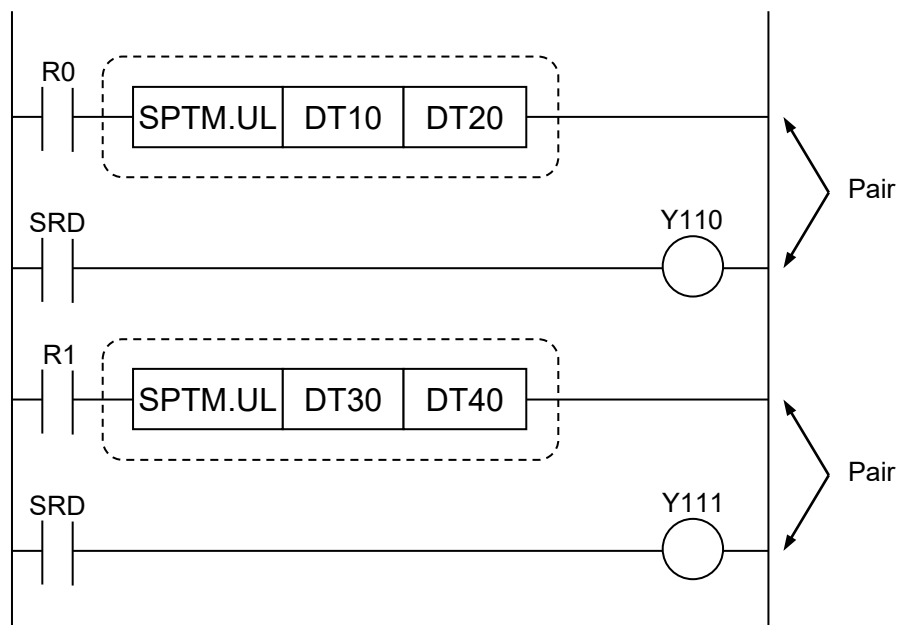 R0
SPTM.UL DT10 DT20
Pair
SRD Y110
R1
SPTM.UL DT30 DT40
Pair
SRD Y111